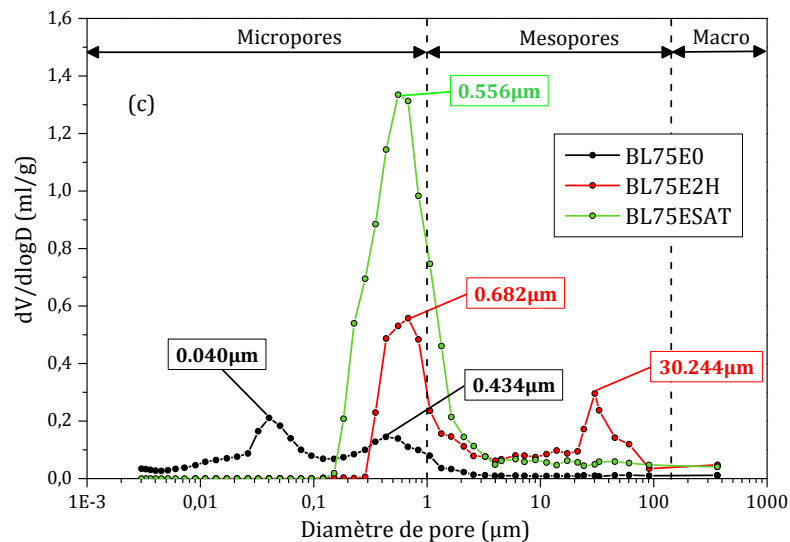 Micropores
Mesopores
Macro
(c)
0.556µm
BL75E0
BL75E2H
BL75ESAT
0.682µm
0.040µm
0.434µm
30.244µm
dV/dlogD (ml/g)
1,6
1,4
1,2
1,0
0,8
0,6
0,4
0,2
0,0
1E-3
0,01
0,1
1
10
100
1000
Diamètre de pore (µm)